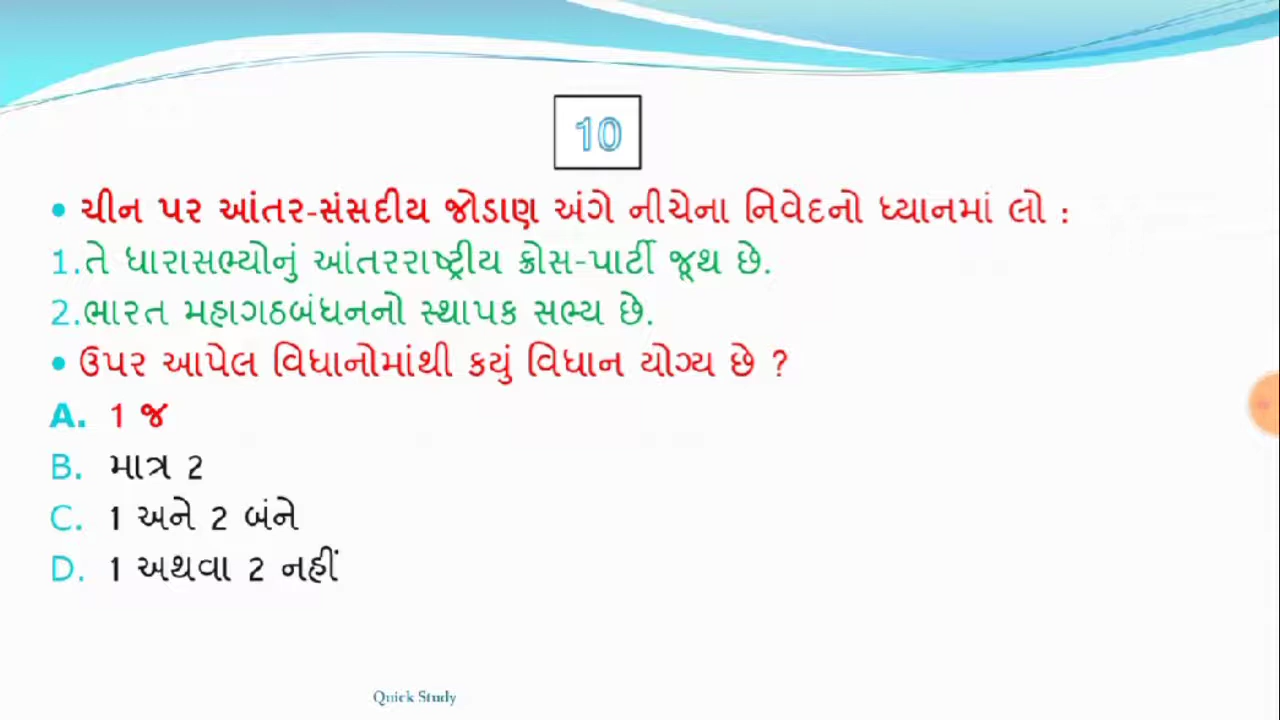 10
• ચીન પર આંતર-સંસદીય જોડાણ અંગે નીચેના નિવેદનો ધ્યાનમાં લો :
1.તે ધારાસભ્યોનું આંતરરાષ્ટ્રીય ક્રોસ-પાર્ટી જૂથ છે.
2.ભારત મહાગઠબંધનનો સ્થાપક સભ્ય છે.
• ઉપર આપેલ વિધાનોમાંથી કયું વિધાન યોગ્ય છે ?
A. 1 જ
B. માત્ર 2
C. 1 અને 2 બંને
D. 1 અથવા 2 નહીં
Quick Study